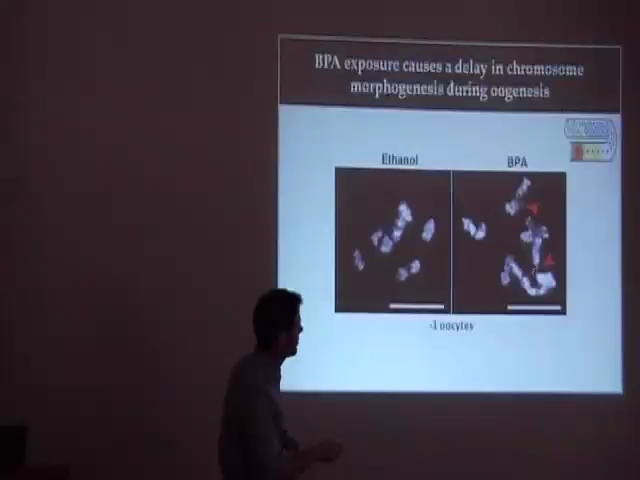 BPA exposure causes a delay in chromosome
morphogenesis during oogenesis
Ethanol
BPA
-1 oocytes